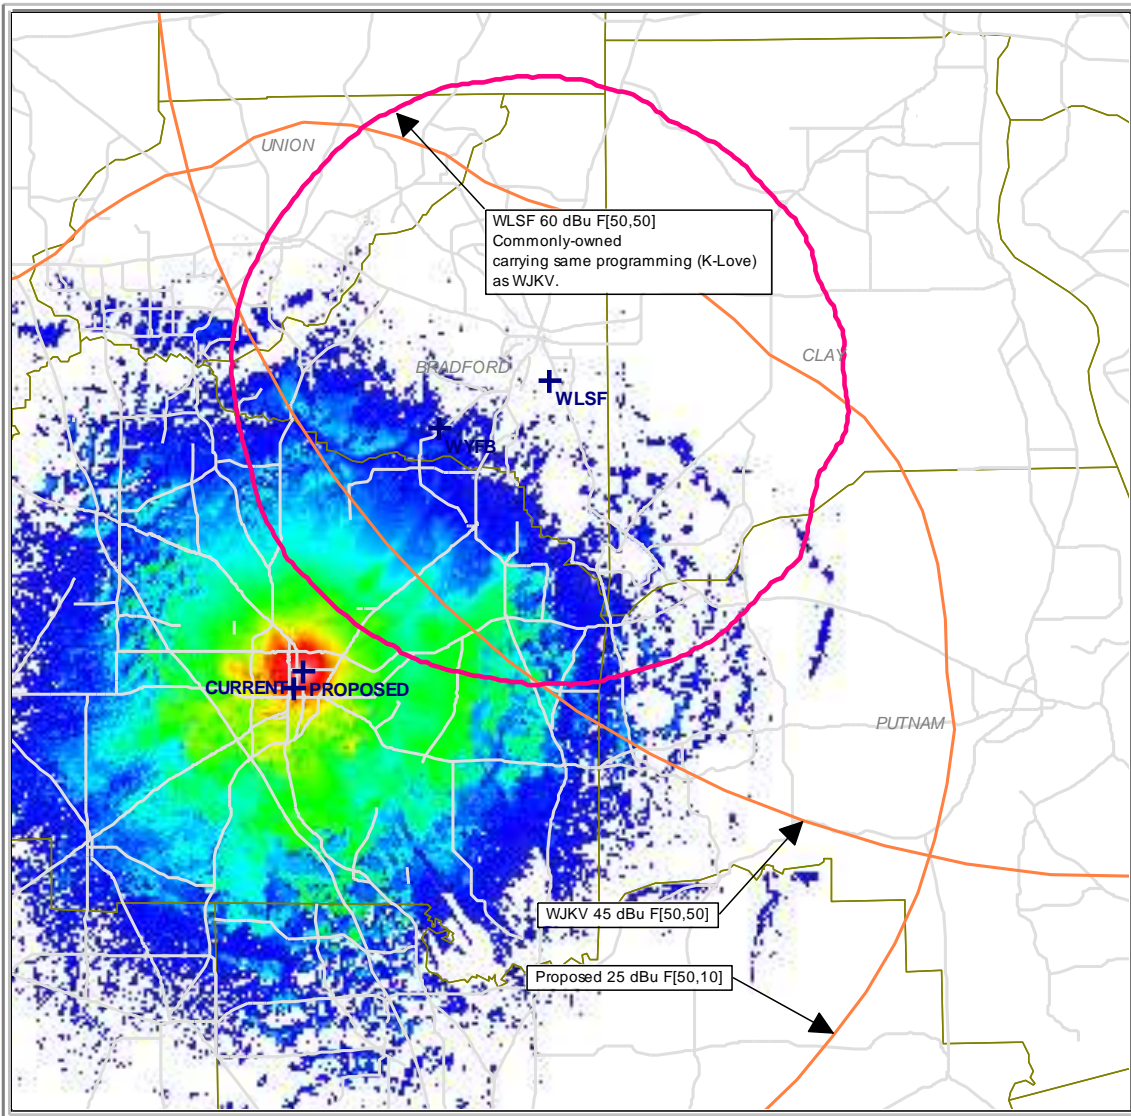 UNION
WLSF 60 dBu F[50,50]
Commonly-owned
carrying same programming (K-Love)
as WJKV.
CLAY
BRADFORD
WLSF
WYFB
CURRENT
PROPOSED
PUTNAM
WJKV 45 dBu F[50,50]
Proposed 25 dBu F[50,10]